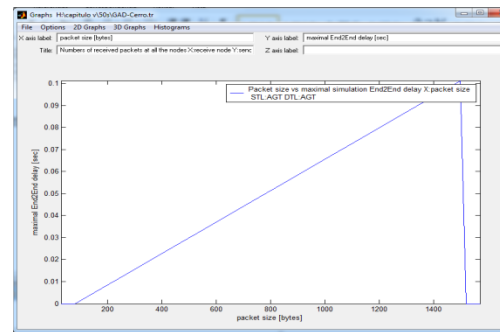 Graphs H:\capitulo v\50s\GAD-Cerro.tr
File Options 2D Graphs 3D Graphs Histograms
X axis label: packet size [bytes] Y axis label: maximal End2End delay [sec]
Title: Numbers of received packets at all the nodes X:receive node Y:senc Z axis label:
Packet size vs maximal simulation End2End delay X:packet size
STL:AGT DTL:AGT
0.1
0.09
0.08
0.07
0.06
0.05
0.04
0.03
0.02
0.01
0
maximal End2End delay [sec]
200 400 600 800 1000 1200 1400
packet size [bytes]